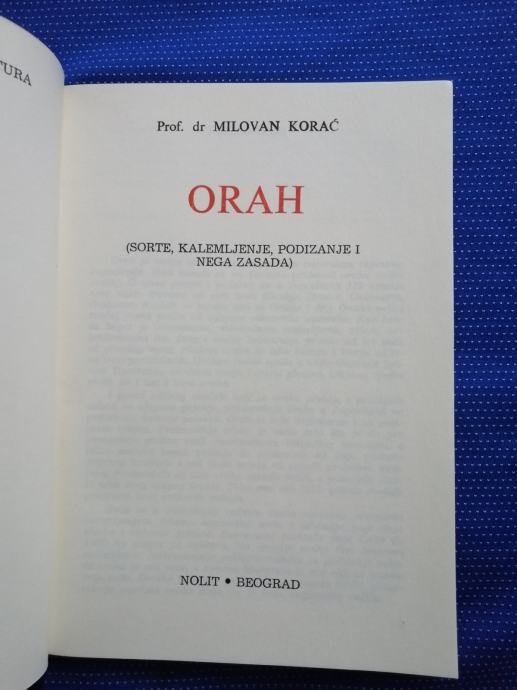 TURA
Prof. dr MILOVAN KORAĆ
ORAH
(SORTE, KALEMLJENJE, PODIZANJE I
NEGA ZASADA)
NOLIT • BEOGRAD